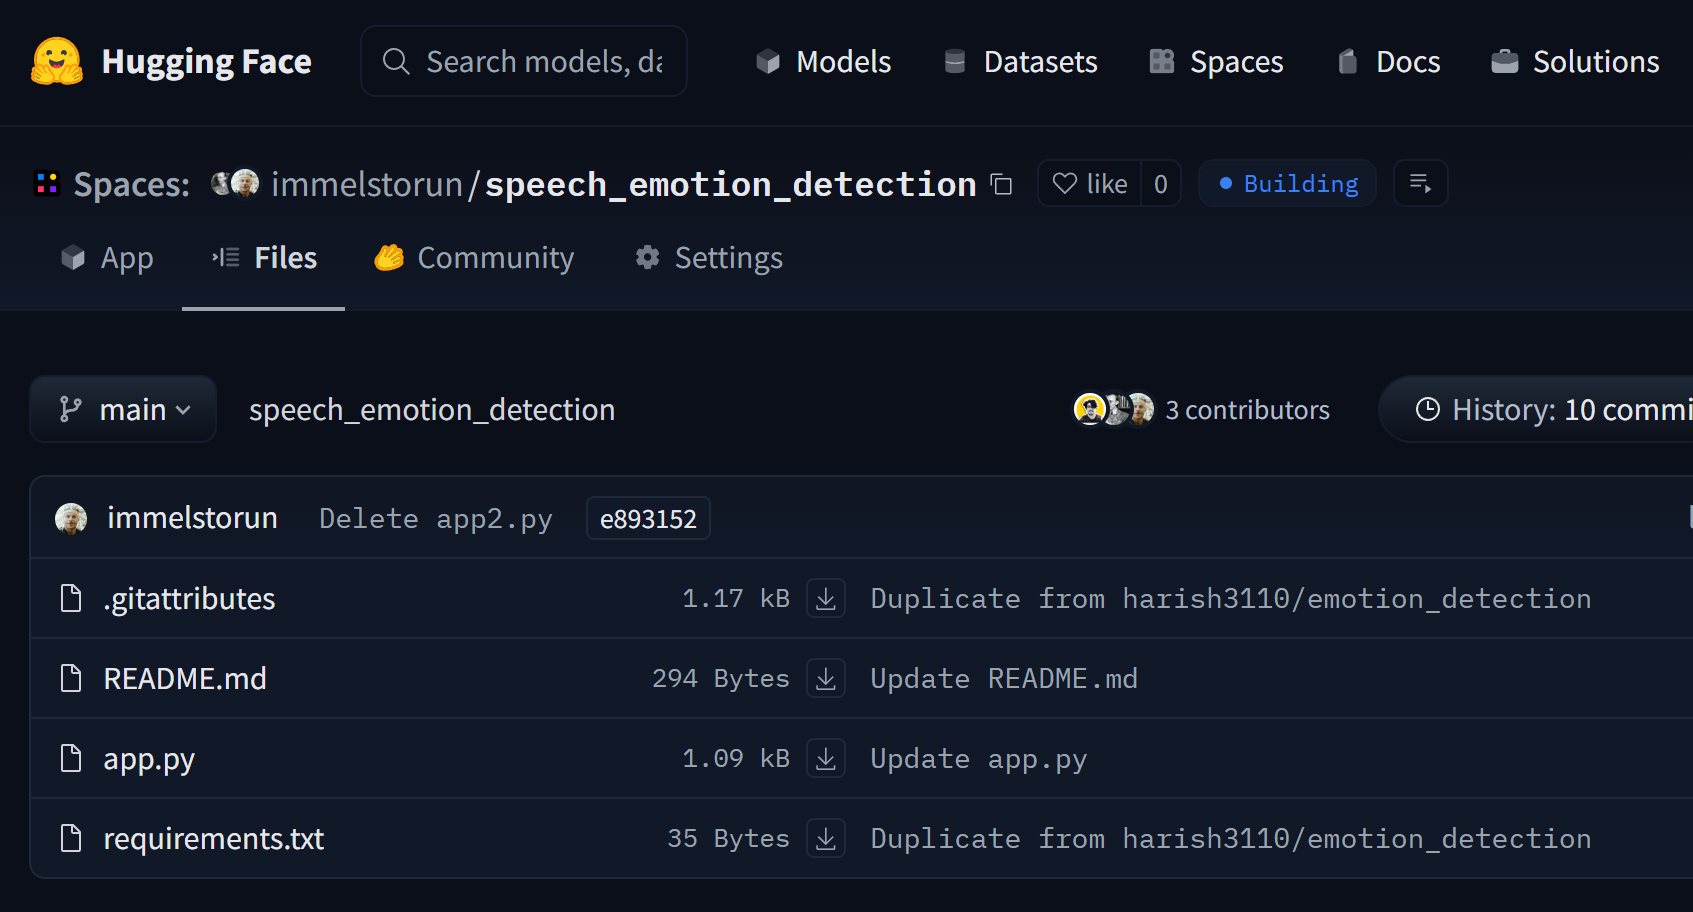 Hugging Face Search models, da Models Datasets Spaces Docs Solutions
Spaces: immelstorun/speech_emotion_detection like 0 Building
App Files Community Settings
main speech_emotion_detection 3 contributors History: 10 commi
immelstorun Delete app2.py e893152
.gitattributes 1.17 kB Duplicate from harish3110/emotion_detection
README.md 294 Bytes Update README.md
app.py 1.09 kB Update app.py
requirements.txt 35 Bytes Duplicate from harish3110/emotion_detection